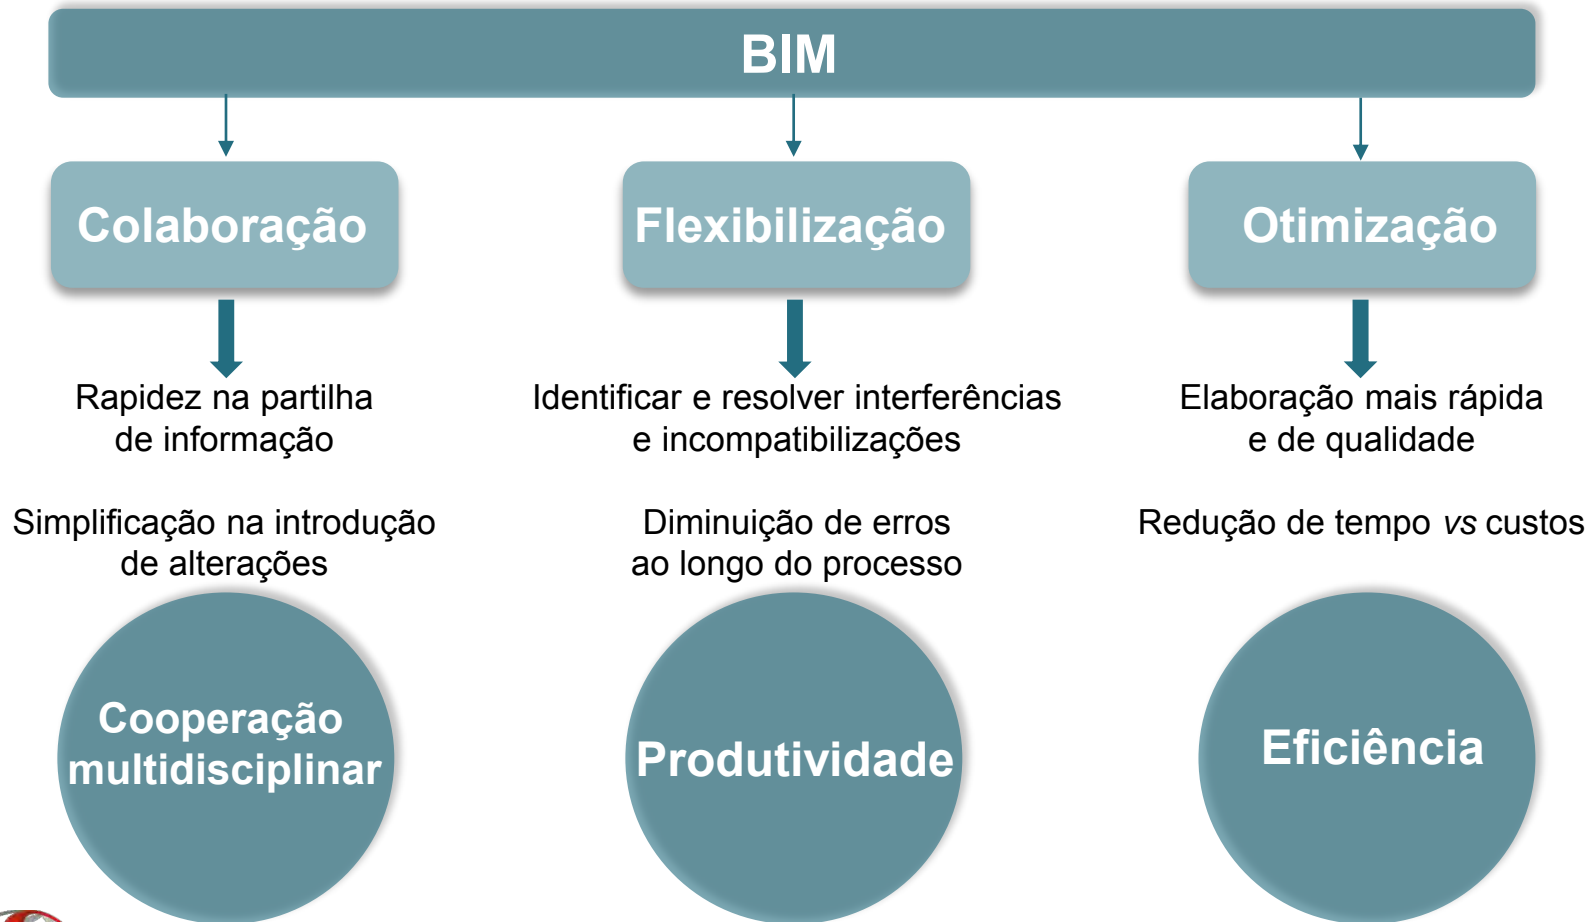 BIM
Colaboração
Flexibilização
Otimização
Rapidez na partilha
de informação
Identificar e resolver interferências
e incompatibilizações
Elaboração mais rápida
e de qualidade
Simplificação na introdução
de alterações
Diminuição de erros
ao longo do processo
Redução de tempo vs custos
Cooperação
multidisciplinar
Produtividade
Eficiência